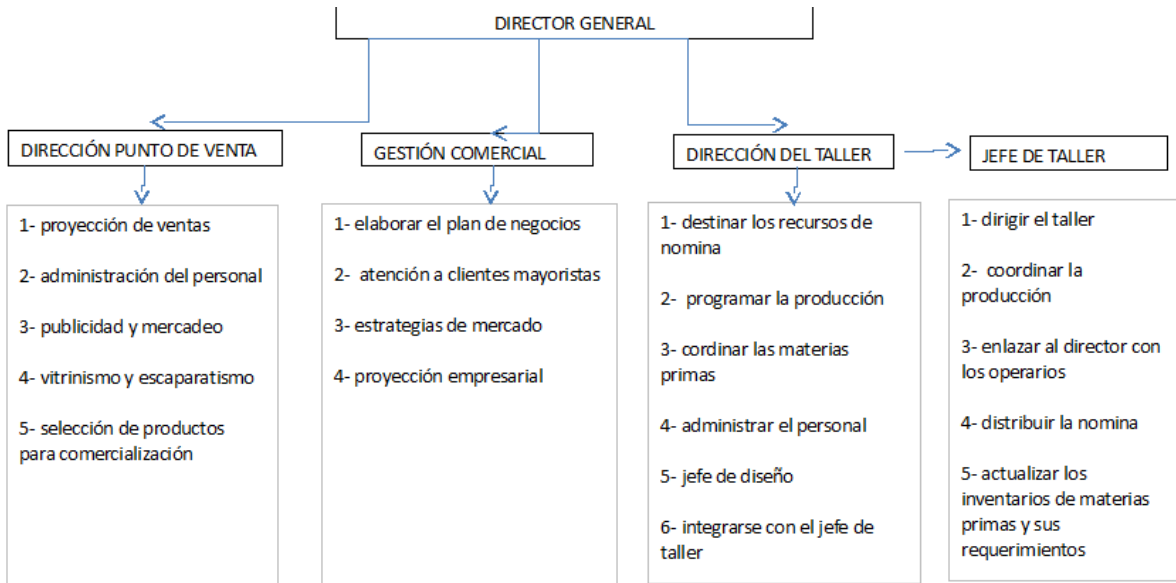 DIRECTOR GENERAL
DIRECCIÓN PUNTO DE VENTA
1- proyección de ventas
2- administración del personal
3- publicidad y mercadeo
4- vitrinismo y escaparatismo
5- selección de productos
para comercialización
GESTIÓN COMERCIAL
1- elaborar el plan de negocios
2- atención a clientes mayoristas
3- estrategias de mercado
4- proyección empresarial
DIRECCIÓN DEL TALLER
1- destinar los recursos de
nomina
2- programar la producción
3- cordinar las materias
primas
4- administrar el personal
5- jefe de diseño
6- integrarse con el jefe de
taller
JEFE DE TALLER
1- dirigir el taller
2- coordinar la
producción
3- enlazar al director con
los operarios
4- distribuir la nomina
5- actualizar los
inventarios de materias
primas y sus
requerimientos